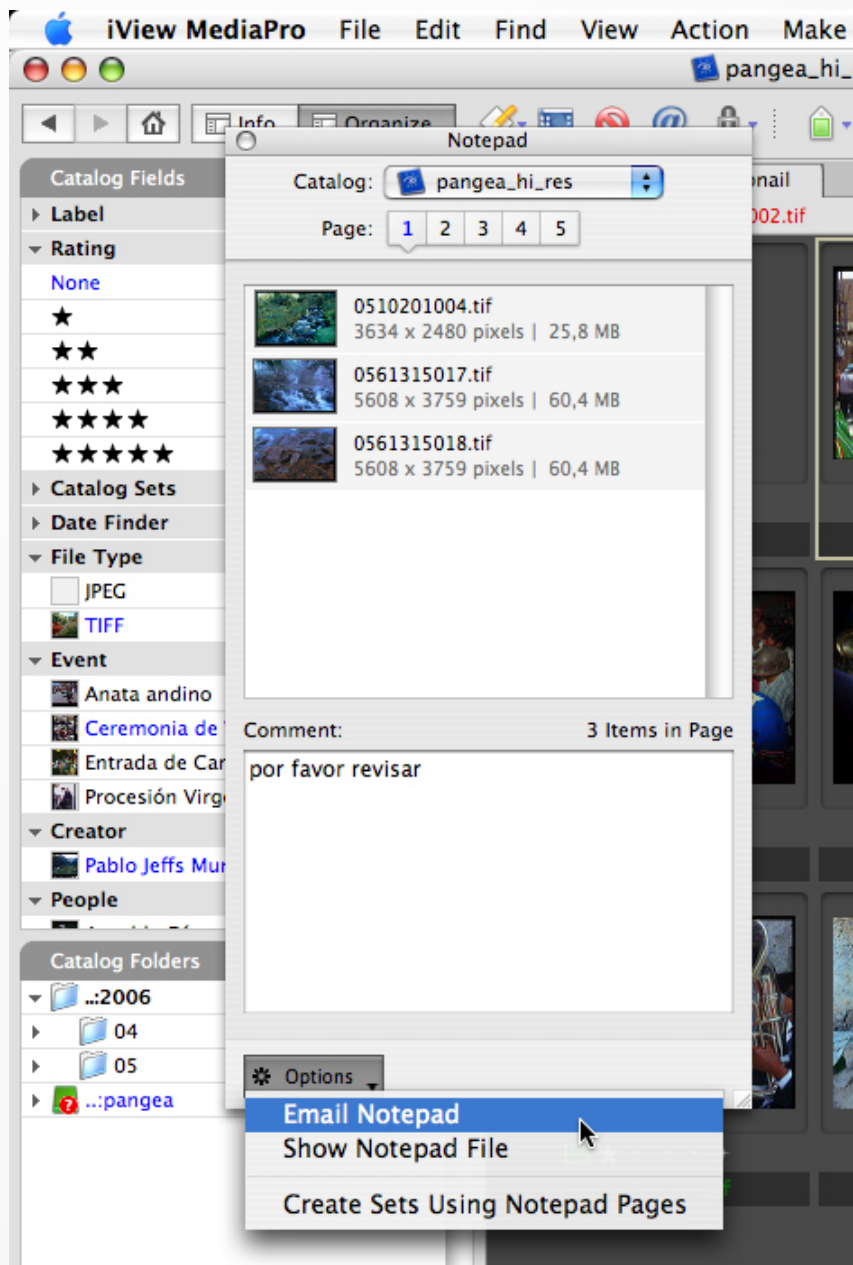 iView MediaPro File Edit Find View Action Make
pangea_hi_
Info Organize
Notepad
Catalog: pangea_hi_res
Page: 1 2 3 4 5
0510201004.tif
3634 x 2480 pixels | 25,8 MB
0561315017.tif
5608 x 3759 pixels | 60,4 MB
0561315018.tif
5608 x 3759 pixels | 60,4 MB
Comment: 3 Items in Page
por favor revisar
Options
Email Notepad
Show Notepad File
Create Sets Using Notepad Pages
Catalog Fields
Label
Rating
None
Catalog Sets
Date Finder
File Type
JPEG
TIFF
Event
Anata andino
Ceremonia de
Entrada de Car
Procesión Virg
Creator
Pablo Jeffs Mur
People
Catalog Folders
..:2006
04
05
..:pangea
nail
002.tif